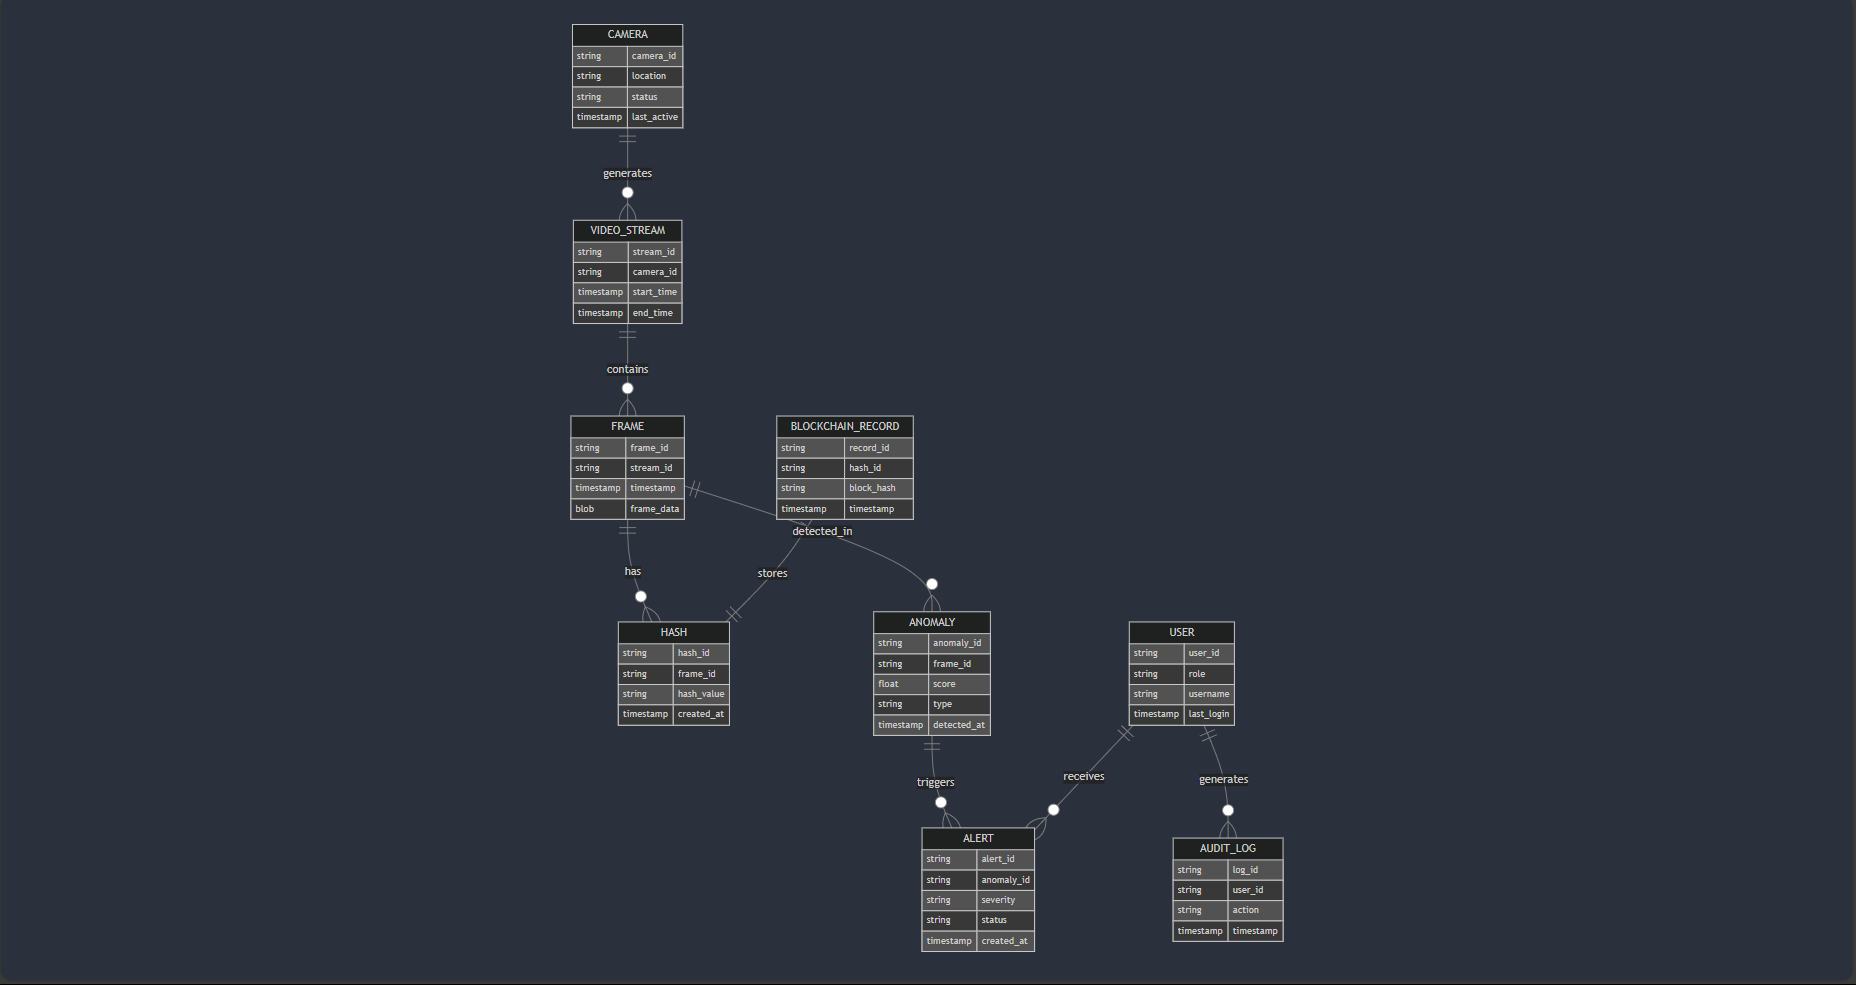 CAMERA
string camera_id
string location
string status
timestamp last_active
generates
VIDEO_STREAM
string stream_id
string camera_id
timestamp start_time
timestamp end_time
contains
FRAME
string frame_id
string stream_id
timestamp timestamp
blob frame_data
BLOCKCHAIN_RECORD
string record_id
string hash_id
string block_hash
timestamp timestamp
detected_in
has
stores
HASH
string hash_id
string frame_id
string hash_value
timestamp created_at
ANOMALY
string anomaly_id
string frame_id
float score
string type
timestamp detected_at
USER
string user_id
string role
string username
timestamp last_login
triggers
receives
generates
ALERT
string alert_id
string anomaly_id
string severity
string status
timestamp created_at
AUDIT_LOG
string log_id
string user_id
string action
timestamp timestamp